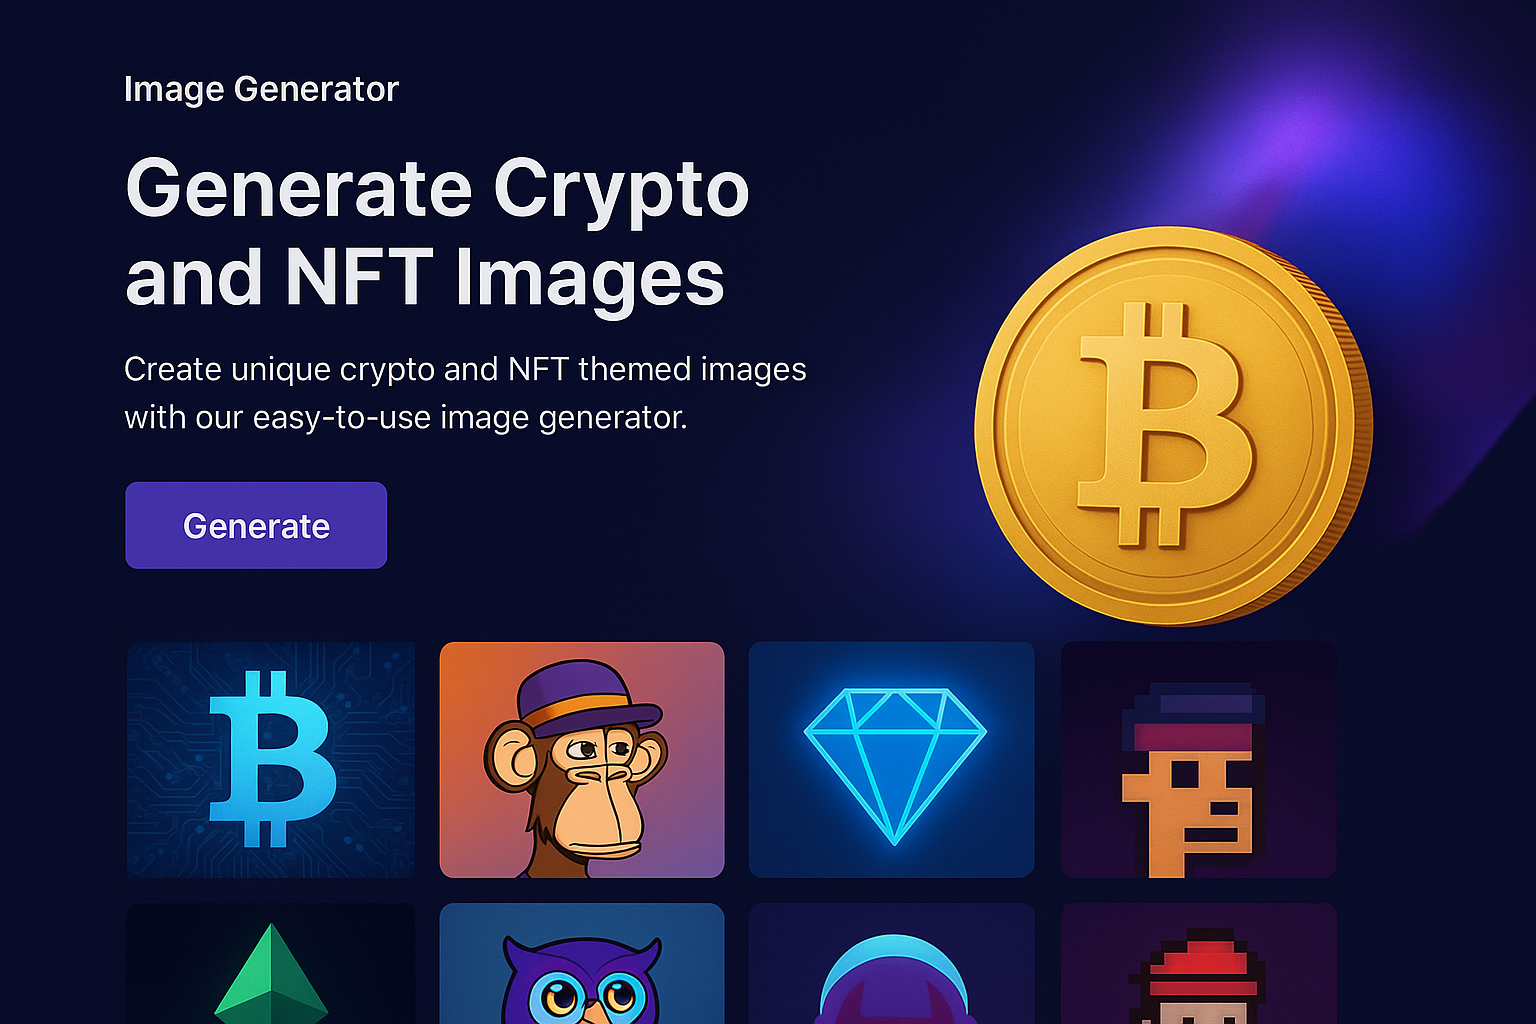 Image Generator
Generate Crypto
and NFT Images
Create unique crypto and NFT themed images
with our easy-to-use image generator.
Generate